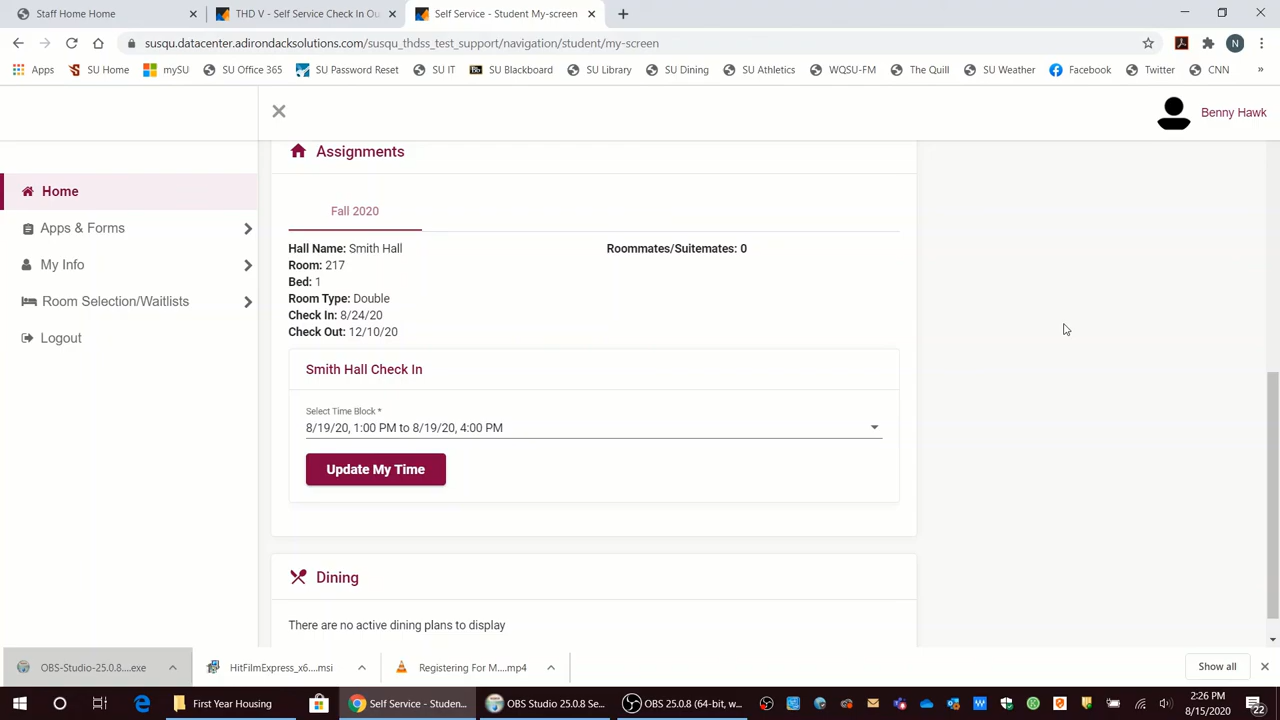 Staff Home Home
THD V - Self Service Check In Ou
Self Service - Student My-screen
susqu.datacenter.adirondacksolutions.com/susqu_thdss_test_support/navigation/student/my-screen
N
Apps
SU Home
mySU
SU Office 365
SU Password Reset
SU IT
Bb
SU Blackboard
SU Library
SU Dining
SU Athletics
WQSU-FM
The Quill
SU Weather
Facebook
Twitter
CNN
»
Benny Hawk
Home
Apps & Forms
My Info
Room Selection/Waitlists
Logout
Assignments
Fall 2020
Hall Name: Smith Hall
Room: 217
Bed: 1
Room Type: Double
Check In: 8/24/20
Check Out: 12/10/20
Roommates/Suitemates: 0
Smith Hall Check In
Select Time Block *
8/19/20, 1:00 PM to 8/19/20, 4:00 PM
Update My Time
Dining
There are no active dining plans to display
OBS-Studio-25.0.8....exe
HitFilmExpress_x6....msi
Registering For M....mp4
Show all
First Year Housing
Self Service - Studen...
OBS Studio 25.0.8 Se...
OBS 25.0.8 (64-bit, w...
2:26 PM
8/15/2020
22